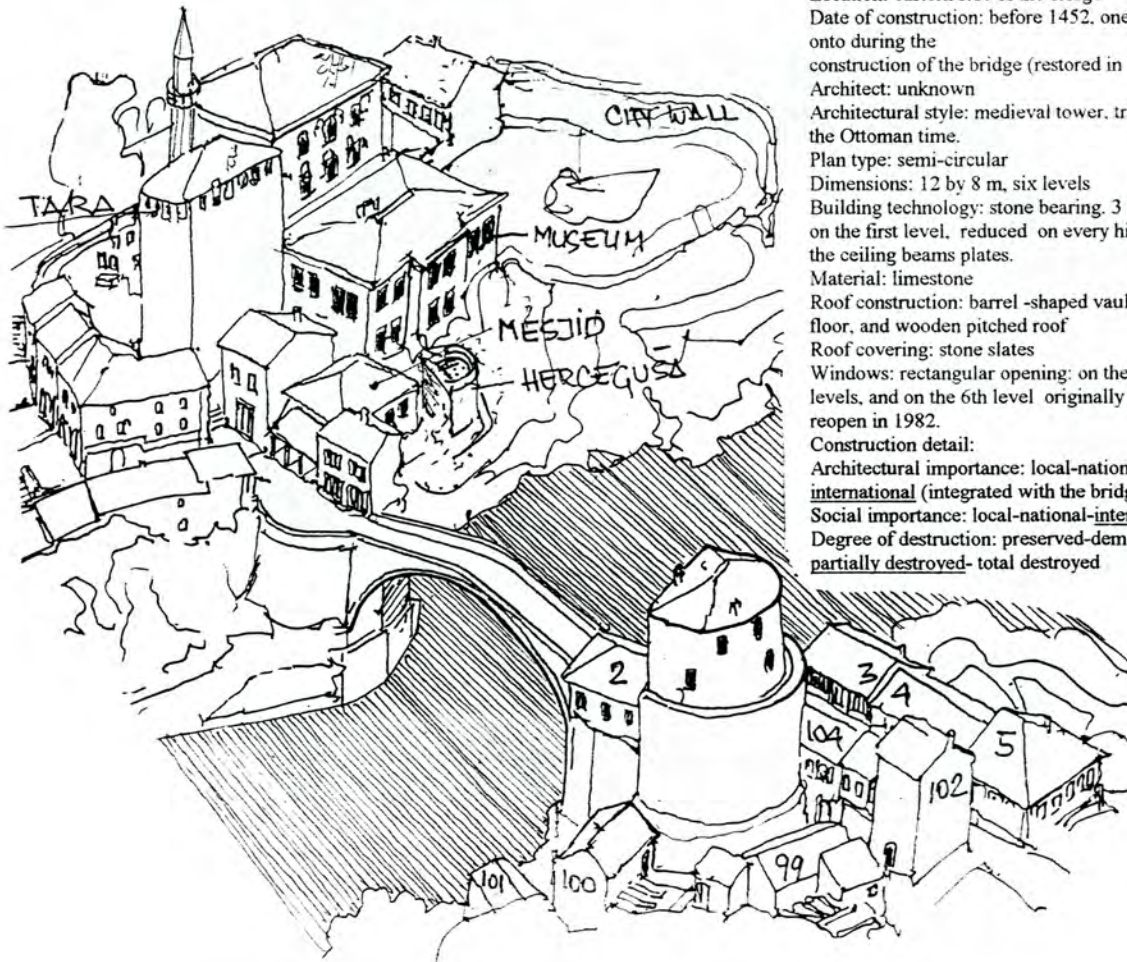 Date of construction: before 1452, one
onto during the
construction of the bridge (restored in
Architect: unknown
Architectural style: medieval tower. tr
the Ottoman time.
Plan type: semi-circular
Dimensions: 12 by 8 m, six levels
Building technology: stone bearing. 3
on the first level, reduced on every hi
the ceiling beams plates.
Material: limestone
Roof construction: barrel -shaped vaul
floor, and wooden pitched roof
Roof covering: stone slates
Windows: rectangular opening: on the
levels, and on the 6th level originally
reopen in 1982.
Construction detail:
Architectural importance: local-nation
international (integrated with the bridg
Social importance: local-national-inter
Degree of destruction: preserved-dem
partially destroyed- total destroyed
CITY WALL
TARA
MUSEUM
MESJID
HERCEGUSA
2
3
4
5
104
102
99
100
101